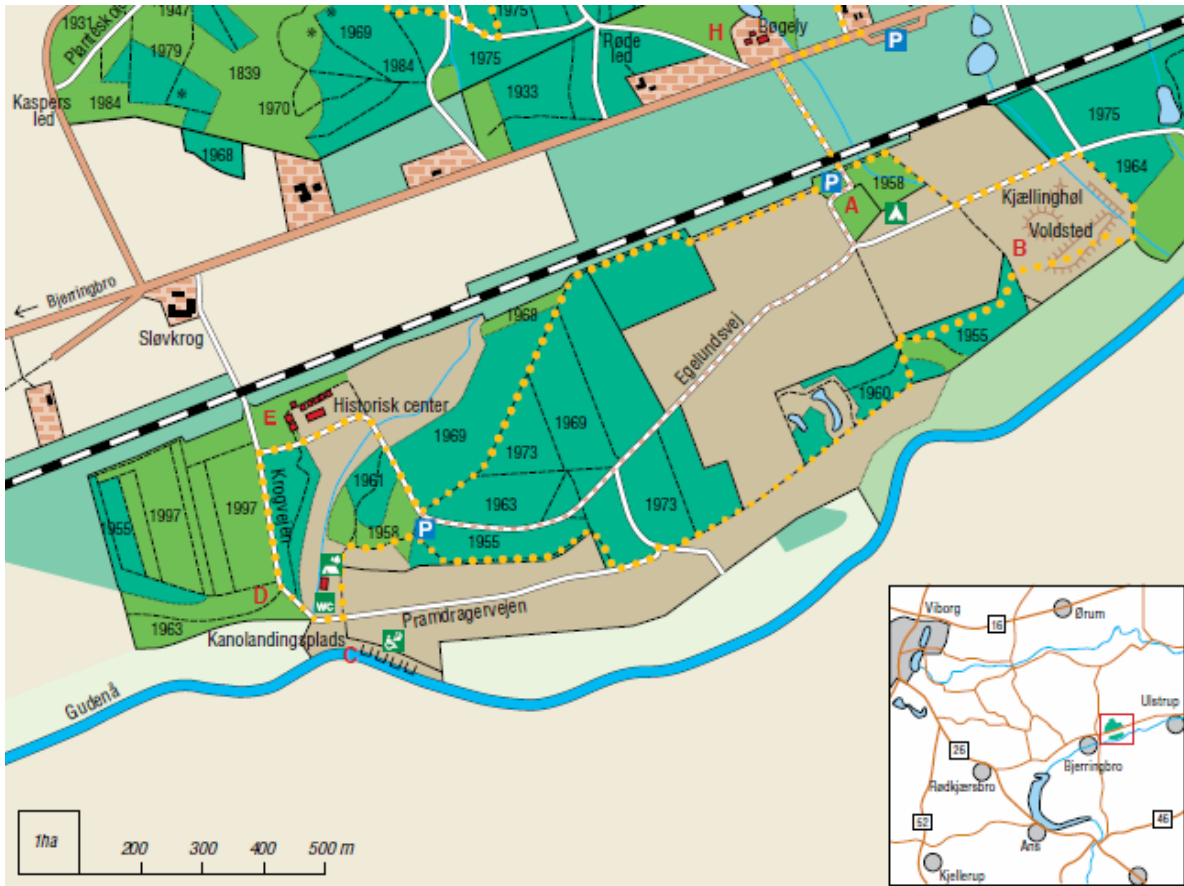 1931
1947
Planteskov
1979
1969
1975
1839
1984
Røde
led
1975
H
Bøgely
P
Kaspers
led
1984
1970
1933
1968
1975
1964
P
1958
A
Kjællinghøl
Voldsted
B
Bjerringbro
Sløvkrog
1968
Egelundsvej
1955
1960
E
Historisk center
1969
1969
1973
1961
1963
1973
1955
1997
1997
Krogvejen
1958
P
1955
D
WC
1963
Kanolandingsplads
Pramdragervejen
C
Gudenå
1ha
200 300 400 500 m
Viborg
16
Ørum
Ulstrup
26
Bjerringbro
Rødkjærsbro
52
46
Ans
Kjellerup